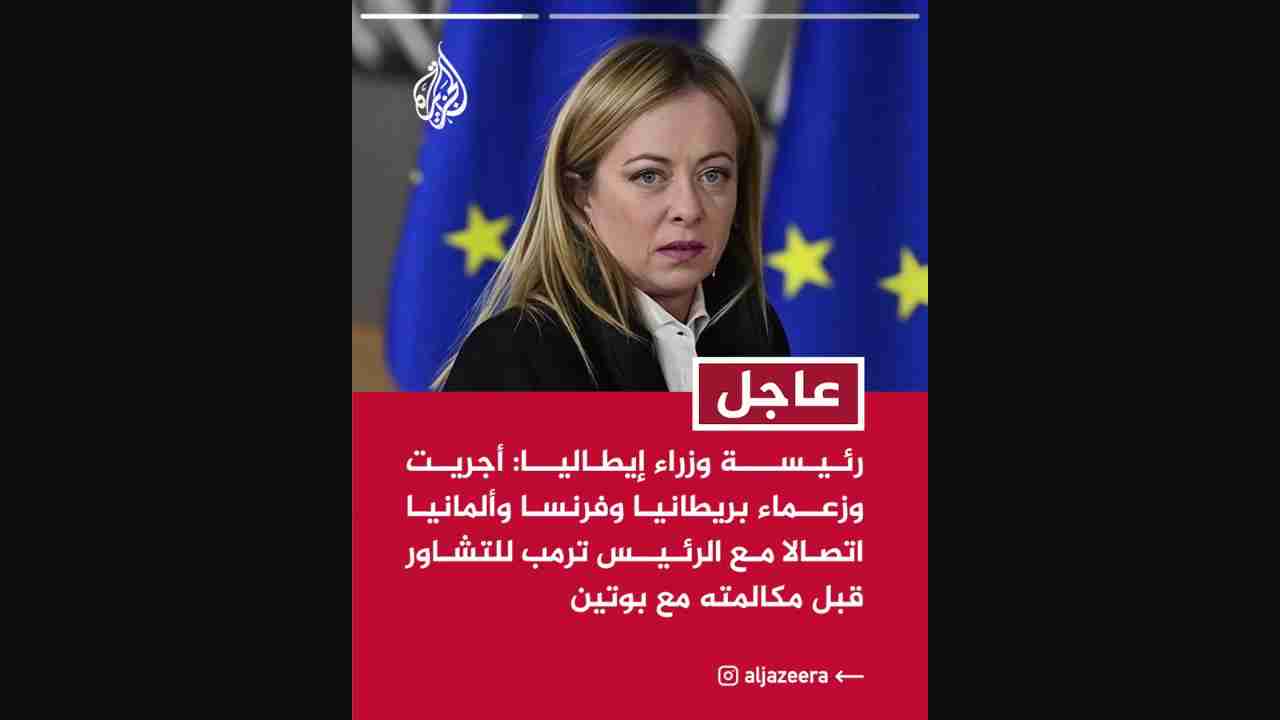 الجزيرة
عاجل
رئيسة وزراء إيطاليا: أجريت
وزعماء بريطانيا وفرنسا وألمانيا
اتصالا مع الرئيس ترمب للتشاور
قبل مكالمته مع بوتين
aljazeera